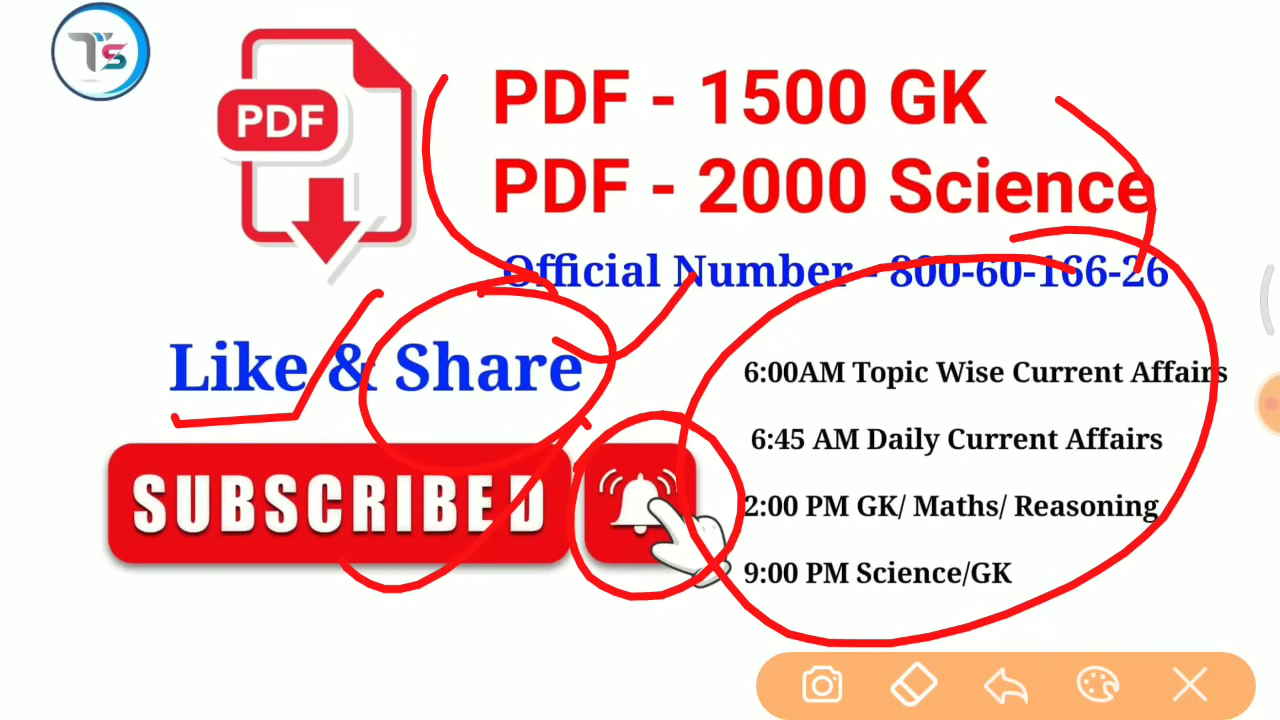 TS
PDF
PDF - 1500 GK
PDF - 2000 Science
Official Number - 800-60-166-26
Like & Share
SUBSCRIBED
6:00AM Topic Wise Current Affairs
6:45 AM Daily Current Affairs
2:00 PM GK/ Maths/ Reasoning
9:00 PM Science/GK